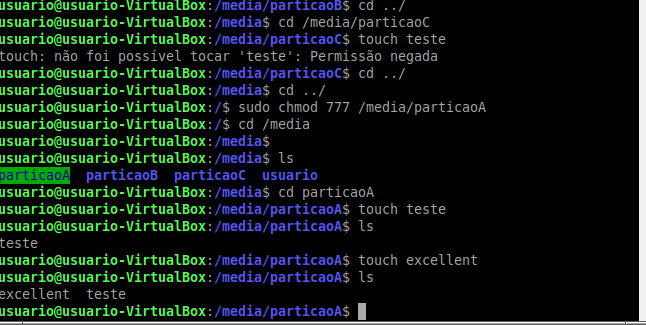 usuario@usuario-VirtualBox:/media/particaoB$ cd ../
usuario@usuario-VirtualBox:/media$ cd /media/particaoC
usuario@usuario-VirtualBox:/media/particaoC$ touch teste
touch: não foi possível tocar 'teste': Permissão negada
usuario@usuario-VirtualBox:/media/particaoC$ cd ../
usuario@usuario-VirtualBox:/media$ cd ../
usuario@usuario-VirtualBox:/$ sudo chmod 777 /media/particaoA
usuario@usuario-VirtualBox:/$ cd /media
usuario@usuario-VirtualBox:/media$
usuario@usuario-VirtualBox:/media$ ls
particaoA  particaoB  particaoC  usuario
usuario@usuario-VirtualBox:/media$ cd particaoA
usuario@usuario-VirtualBox:/media/particaoA$ touch teste
usuario@usuario-VirtualBox:/media/particaoA$ ls
teste
usuario@usuario-VirtualBox:/media/particaoA$ touch excellent
usuario@usuario-VirtualBox:/media/particaoA$ ls
excellent  teste
usuario@usuario-VirtualBox:/media/particaoA$